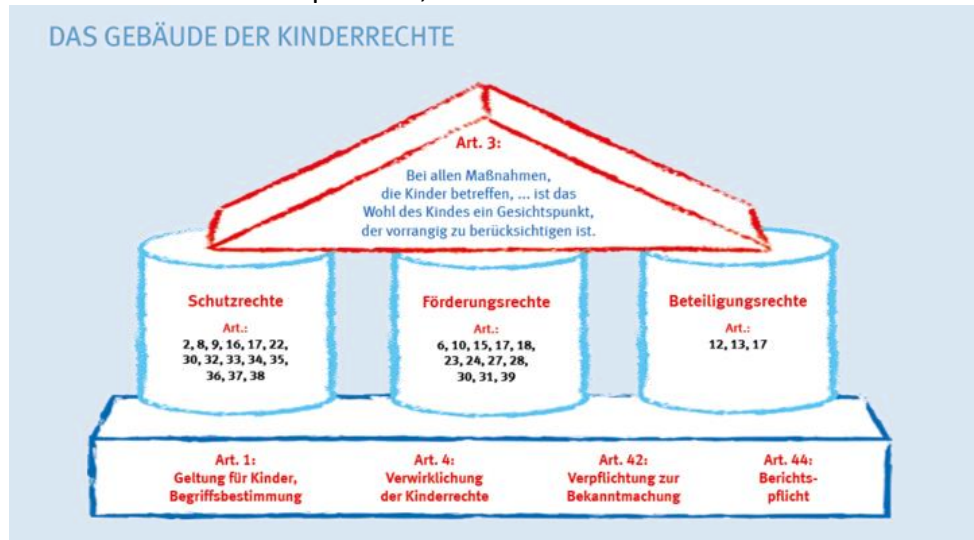 DAS GEBÄUDE DER KINDERRECHTE
Art. 3:
Bei allen Maßnahmen,
die Kinder betreffen, ... ist das
Wohl des Kindes ein Gesichtspunkt,
der vorrangig zu berücksichtigen ist.
Schutzrechte
Art.:
2, 8, 9, 16, 17, 22,
30, 32, 33, 34, 35,
36, 37, 38
Förderungsrechte
Art.:
6, 10, 15, 17, 18,
23, 24, 27, 28,
30, 31, 39
Beteiligungsrechte
Art.:
12, 13, 17
Art. 1:
Geltung für Kinder,
Begriffsbestimmung
Art. 4:
Verwirklichung
der Kinderrechte
Art. 42:
Verpflichtung zur
Bekanntmachung
Art. 44:
Berichts-
pflicht